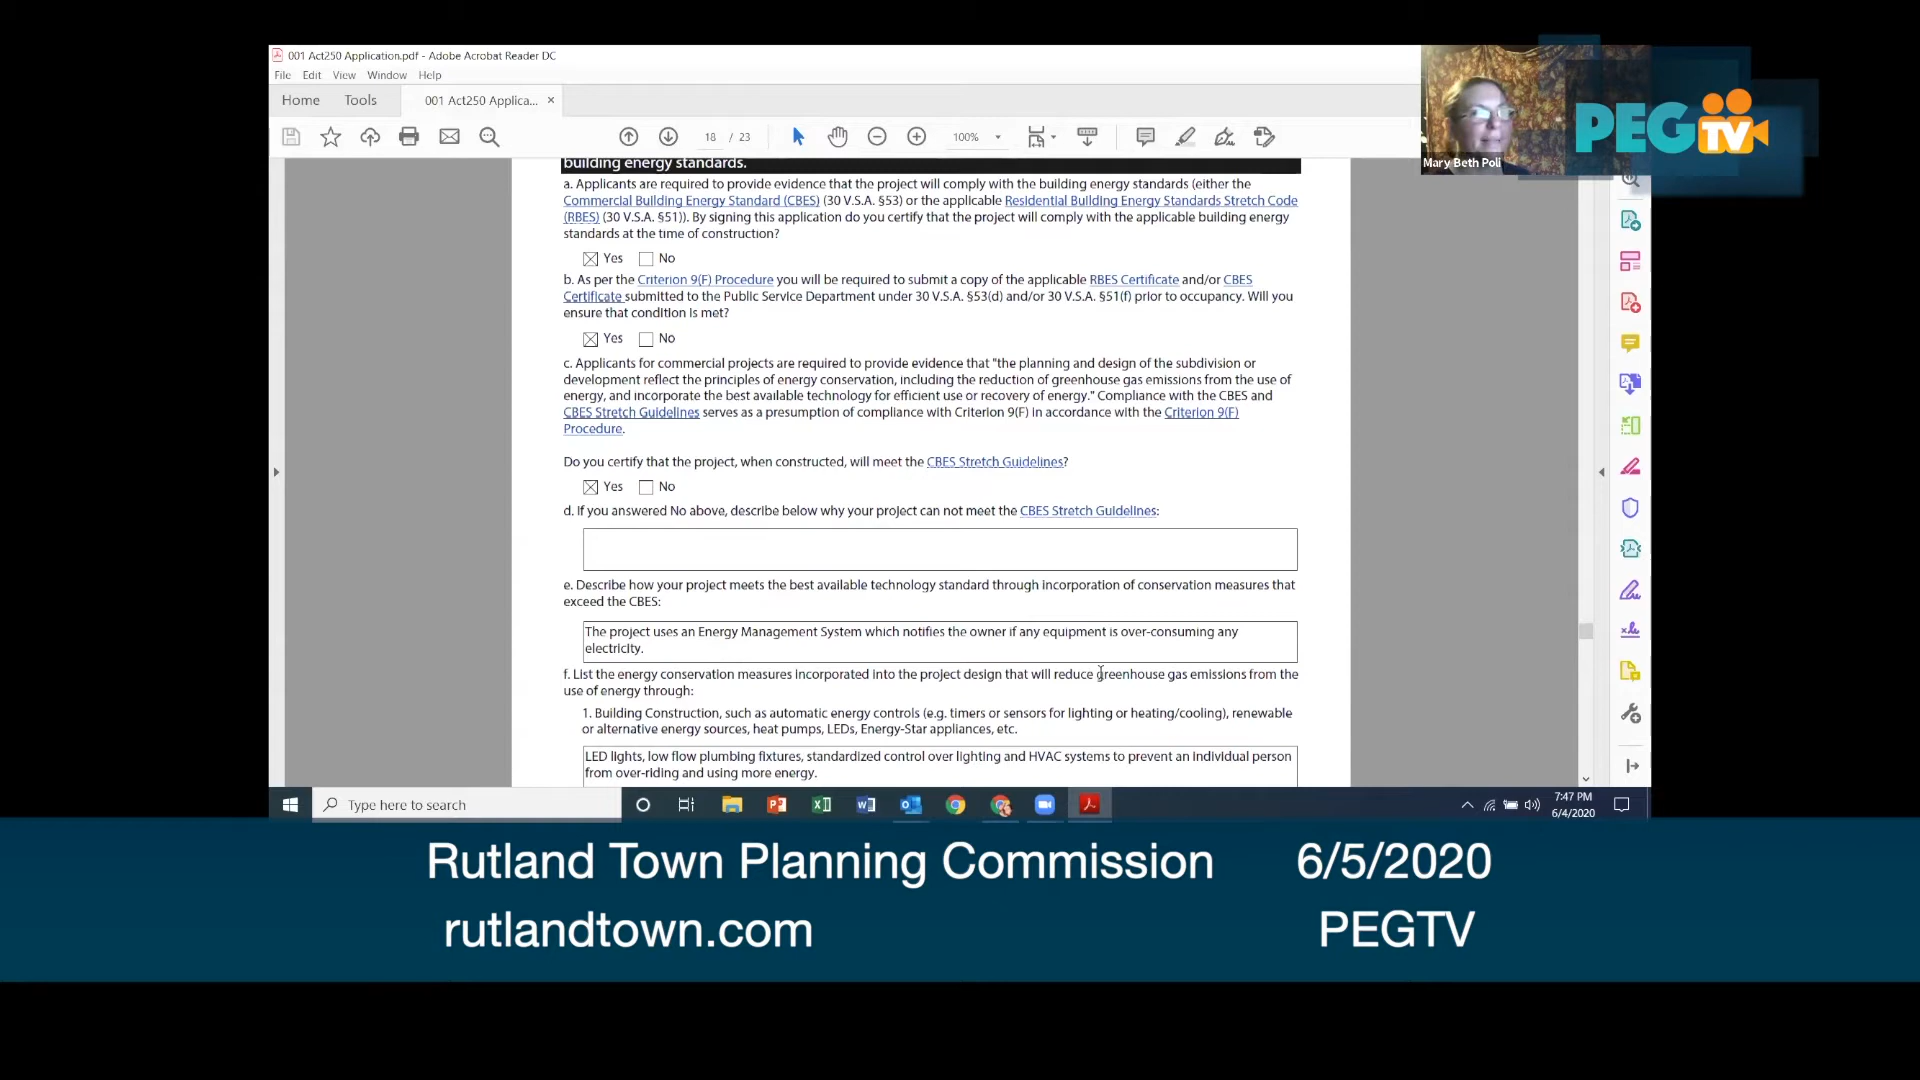 001 Act250 Application.pdf - Adobe Acrobat Reader DC
File Edit View Window Help
Home Tools 001 Act250 Applica... ×
18 / 23 100%
Mary Beth Poli
PEGTV
building energy standards.
a. Applicants are required to provide evidence that the project will comply with the building energy standards (either the
Commercial Building Energy Standard (CBES) (30 V.S.A. §53) or the applicable Residential Building Energy Standards Stretch Code
(RBES) (30 V.S.A. §51)). By signing this application do you certify that the project will comply with the applicable building energy
standards at the time of construction?
Yes No
b. As per the Criterion 9(F) Procedure you will be required to submit a copy of the applicable RBES Certificate and/or CBES
Certificate submitted to the Public Service Department under 30 V.S.A. §53(d) and/or 30 V.S.A. §51(f) prior to occupancy. Will you
ensure that condition is met?
Yes No
c. Applicants for commercial projects are required to provide evidence that "the planning and design of the subdivision or
development reflect the principles of energy conservation, including the reduction of greenhouse gas emissions from the use of
energy, and incorporate the best available technology for efficient use or recovery of energy." Compliance with the CBES and
CBES Stretch Guidelines serves as a presumption of compliance with Criterion 9(F) in accordance with the Criterion 9(F)
Procedure.
Do you certify that the project, when constructed, will meet the CBES Stretch Guidelines?
Yes No
d. If you answered No above, describe below why your project can not meet the CBES Stretch Guidelines:
e. Describe how your project meets the best available technology standard through incorporation of conservation measures that
exceed the CBES:
The project uses an Energy Management System which notifies the owner if any equipment is over-consuming any
electricity.
f. List the energy conservation measures incorporated into the project design that will reduce greenhouse gas emissions from the
use of energy through:
1. Building Construction, such as automatic energy controls (e.g. timers or sensors for lighting or heating/cooling), renewable
or alternative energy sources, heat pumps, LEDs, Energy-Star appliances, etc.
LED lights, low flow plumbing fixtures, standardized control over lighting and HVAC systems to prevent an individual person
from over-riding and using more energy.
Type here to search
7:47 PM
6/4/2020
Rutland Town Planning Commission 6/5/2020
rutlandtown.com PEGTV